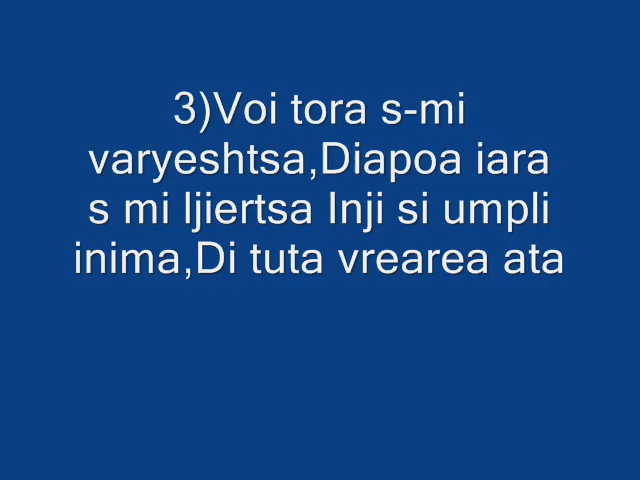 3)Voi tora s-mi
varyeshtsa,Diapoa iara
s mi ljiertsa Inji si umpli
inima,Di tuta vrearea ata